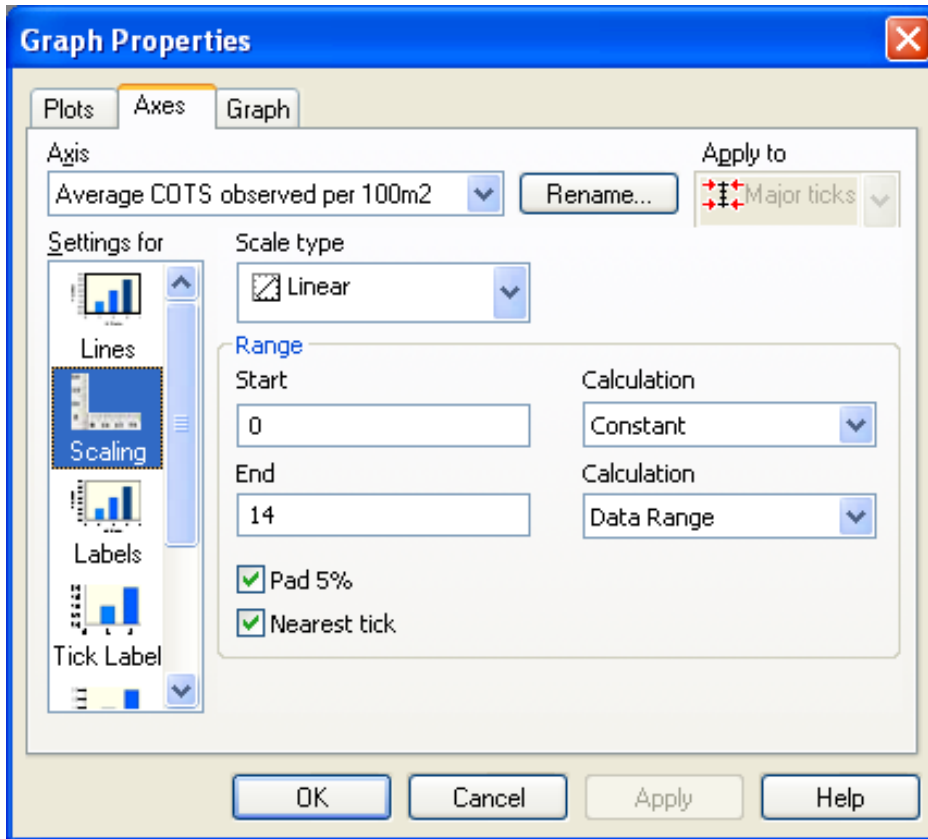 Graph Properties
Plots
Axes
Graph
Axis
Apply to
Average COTS observed per 100m2
Rename...
Major ticks
Settings for
Scale type
Linear
Lines
Range
Start
Calculation
0
Constant
Scaling
End
Calculation
14
Data Range
Labels
Pad 5%
Nearest tick
Tick Label
OK
Cancel
Apply
Help